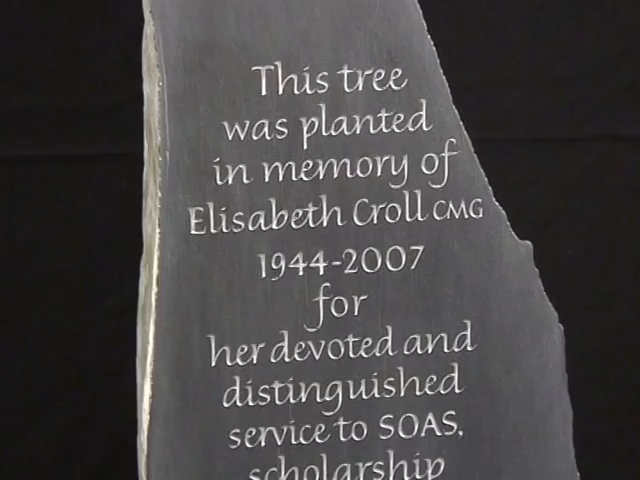 This tree
was planted
in memory of
Elisabeth Croll CMG
1944-2007
for
her devoted and
distinguished
service to SOAS,
scholarship